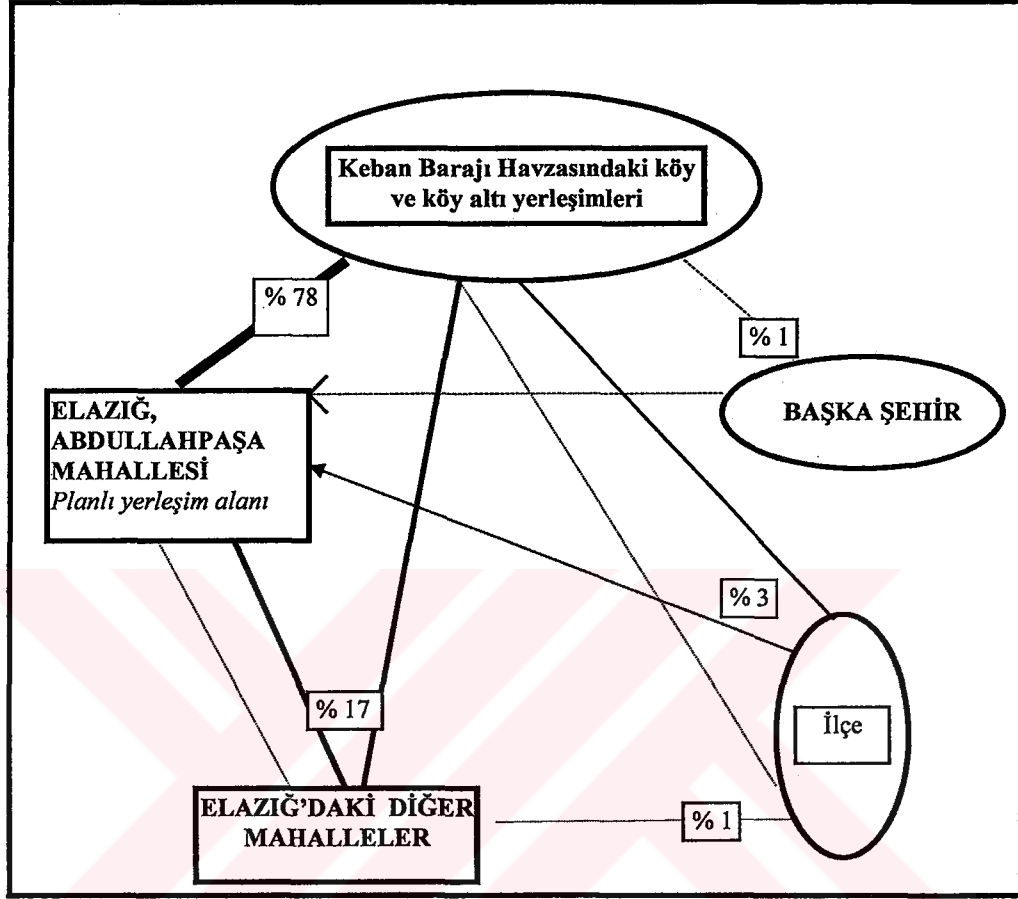 Keban Barajı Havzasındaki köy
ve köy altı yerleşimleri
% 78
% 1
ELAZIĞ,
ABDULLAHPAŞA
MAHALLESİ
Planlı yerleşim alanı
BAŞKA ŞEHİR
% 3
% 17
İlçe
ELAZIĞ’DAKİ DİĞER
MAHALLELER
% 1